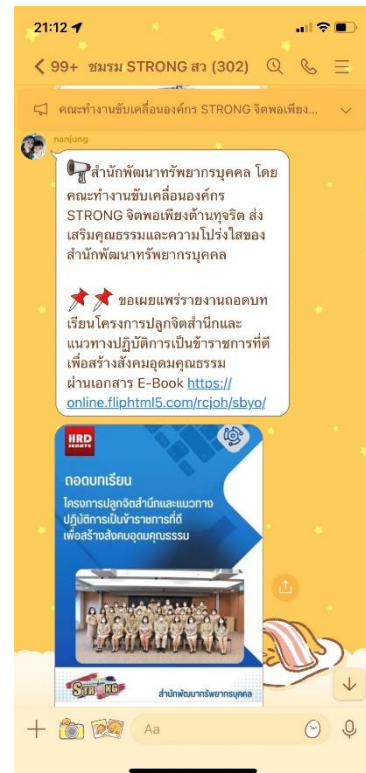 21:12
99+ ชมรม STRONG สว (302)
คณะทำงานขับเคลื่อนองค์กร STRONG จิตพอเพียง...
nanjung
สำนักพัฒนาทรัพยากรบุคคล โดย
คณะทำงานขับเคลื่อนองค์กร
STRONG จิตพอเพียงด้านทุจริต ส่ง
เสริมคุณธรรมและความโปร่งใสของ
สำนักพัฒนาทรัพยากรบุคคล
ขอเผยแพร่รายงานถอดบท
เรียนโครงการปลูกจิตสำนึกและ
แนวทางปฏิบัติการเป็นข้าราชการที่ดี
เพื่อสร้างสังคมอุดมคุณธรรม
ผ่านเอกสาร E-Book https://
online.fliphtml5.com/rcjoh/sbyo/
HRD
SENATE
ถอดบทเรียน
โครงการปลูกจิตสำนึกและแนวทาง
ปฏิบัติการเป็นข้าราชการที่ดี
เพื่อสร้างสังคมอุดมคุณธรรม
STRONG
สำนักพัฒนาทรัพยากรบุคคล
Aa